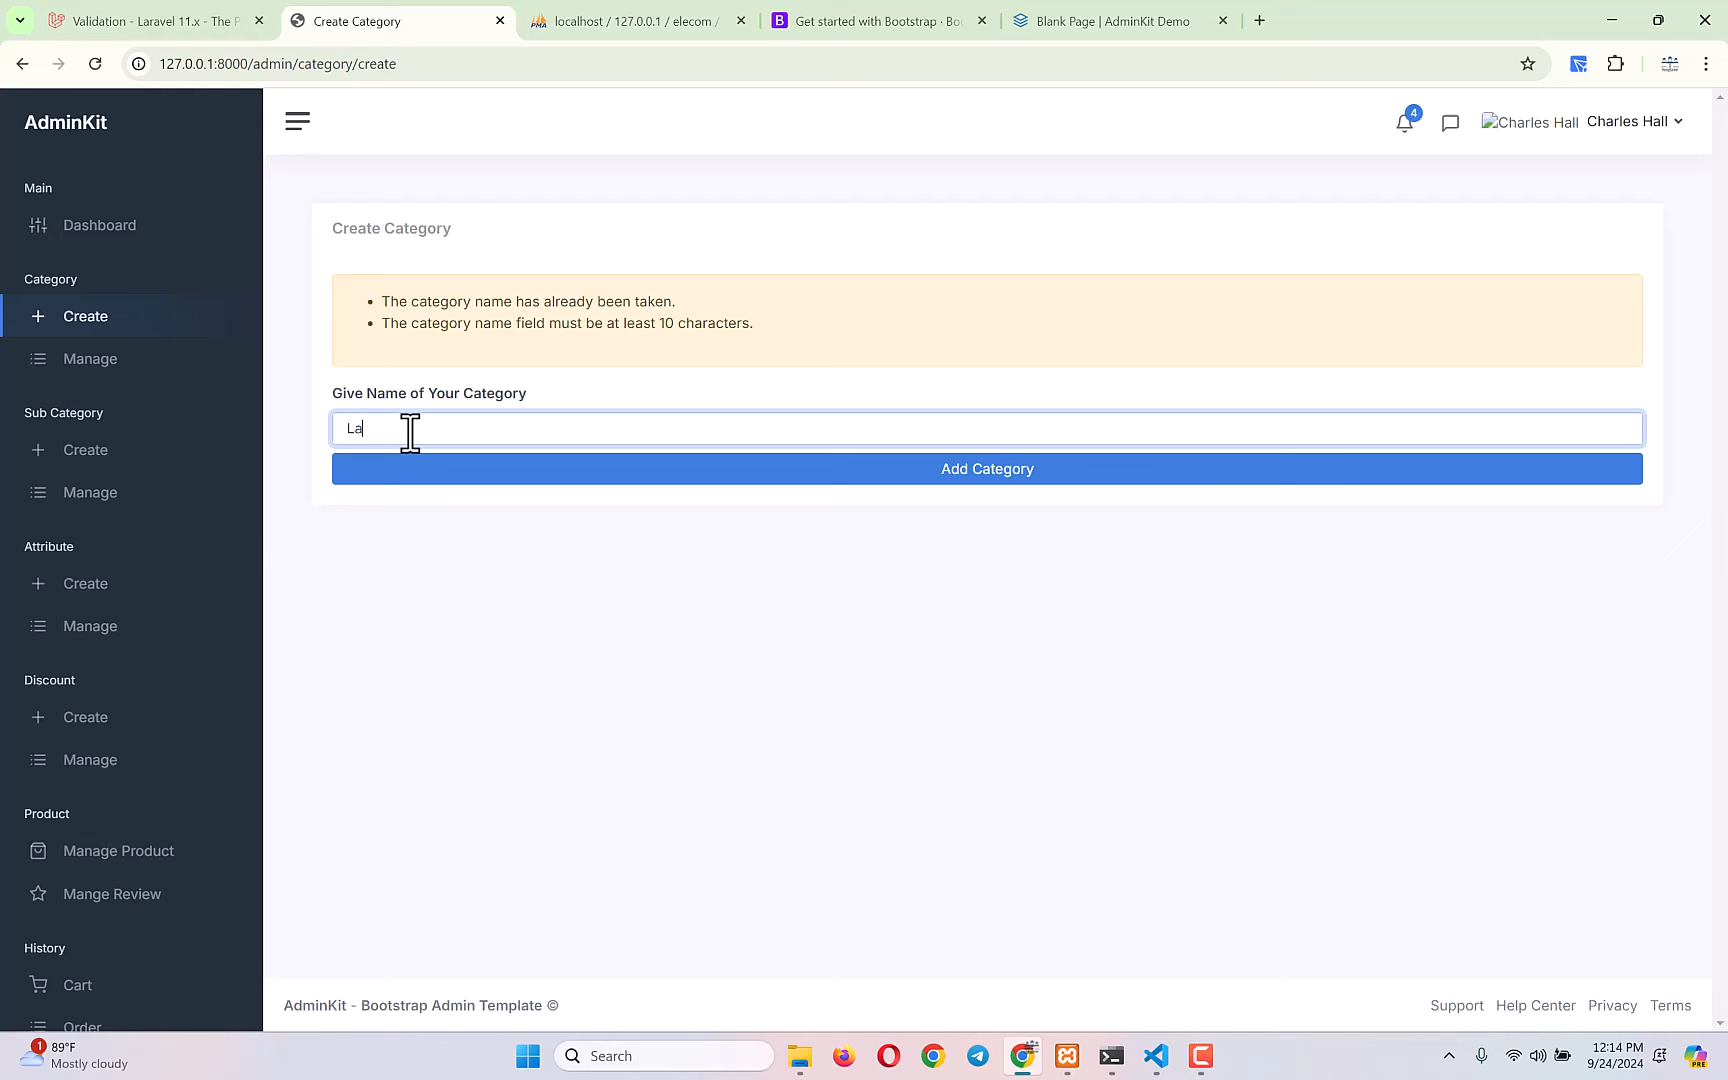 Validation - Laravel 11.x - The P
Create Category
localhost / 127.0.0.1 / elecom /
Get started with Bootstrap · Bo
Blank Page | AdminKit Demo
127.0.0.1:8000/admin/category/create
AdminKit
4
Charles Hall
Charles Hall
Main
Dashboard
Category
Create
Manage
Sub Category
Create
Manage
Attribute
Create
Manage
Discount
Create
Manage
Product
Manage Product
Mange Review
History
Cart
Order
Create Category
The category name has already been taken.
The category name field must be at least 10 characters.
Give Name of Your Category
La
Add Category
AdminKit - Bootstrap Admin Template ©
Support Help Center Privacy Terms
1
89°F
Mostly cloudy
Search
12:14 PM
9/24/2024
PRE